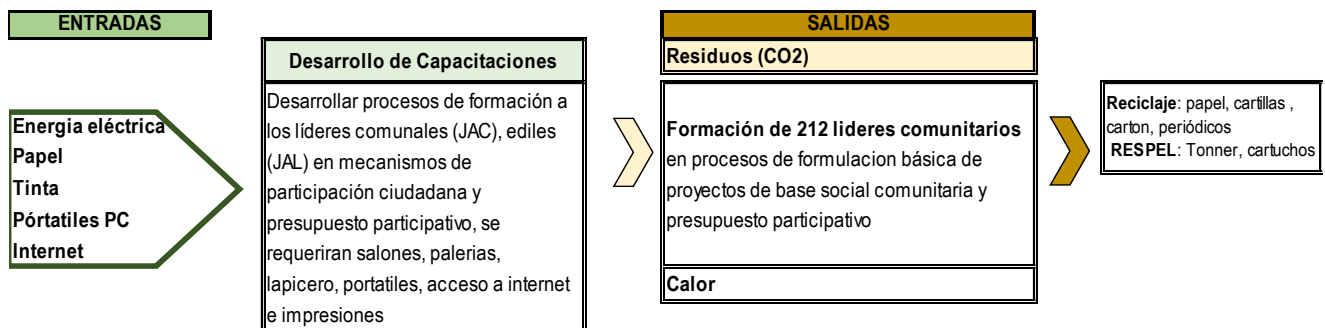 ENTRADAS
Energia eléctrica
Papel
Tinta
Pórtatiles PC
Internet
Desarrollo de Capacitaciones
Desarrollar procesos de formación a
los líderes comunales (JAC), ediles
(JAL) en mecanismos de
participación ciudadana y
presupuesto participativo, se
requeriran salones, palerias,
lapicero, portatiles, acceso a internet
e impresiones
SALIDAS
Residuos (CO2)
Formación de 212 lideres comunitarios
en procesos de formulacion básica de
proyectos de base social comunitaria y
presupuesto participativo
Calor
Reciclaje: papel, cartillas ,
carton, periódicos
RESPEL: Tonner, cartuchos